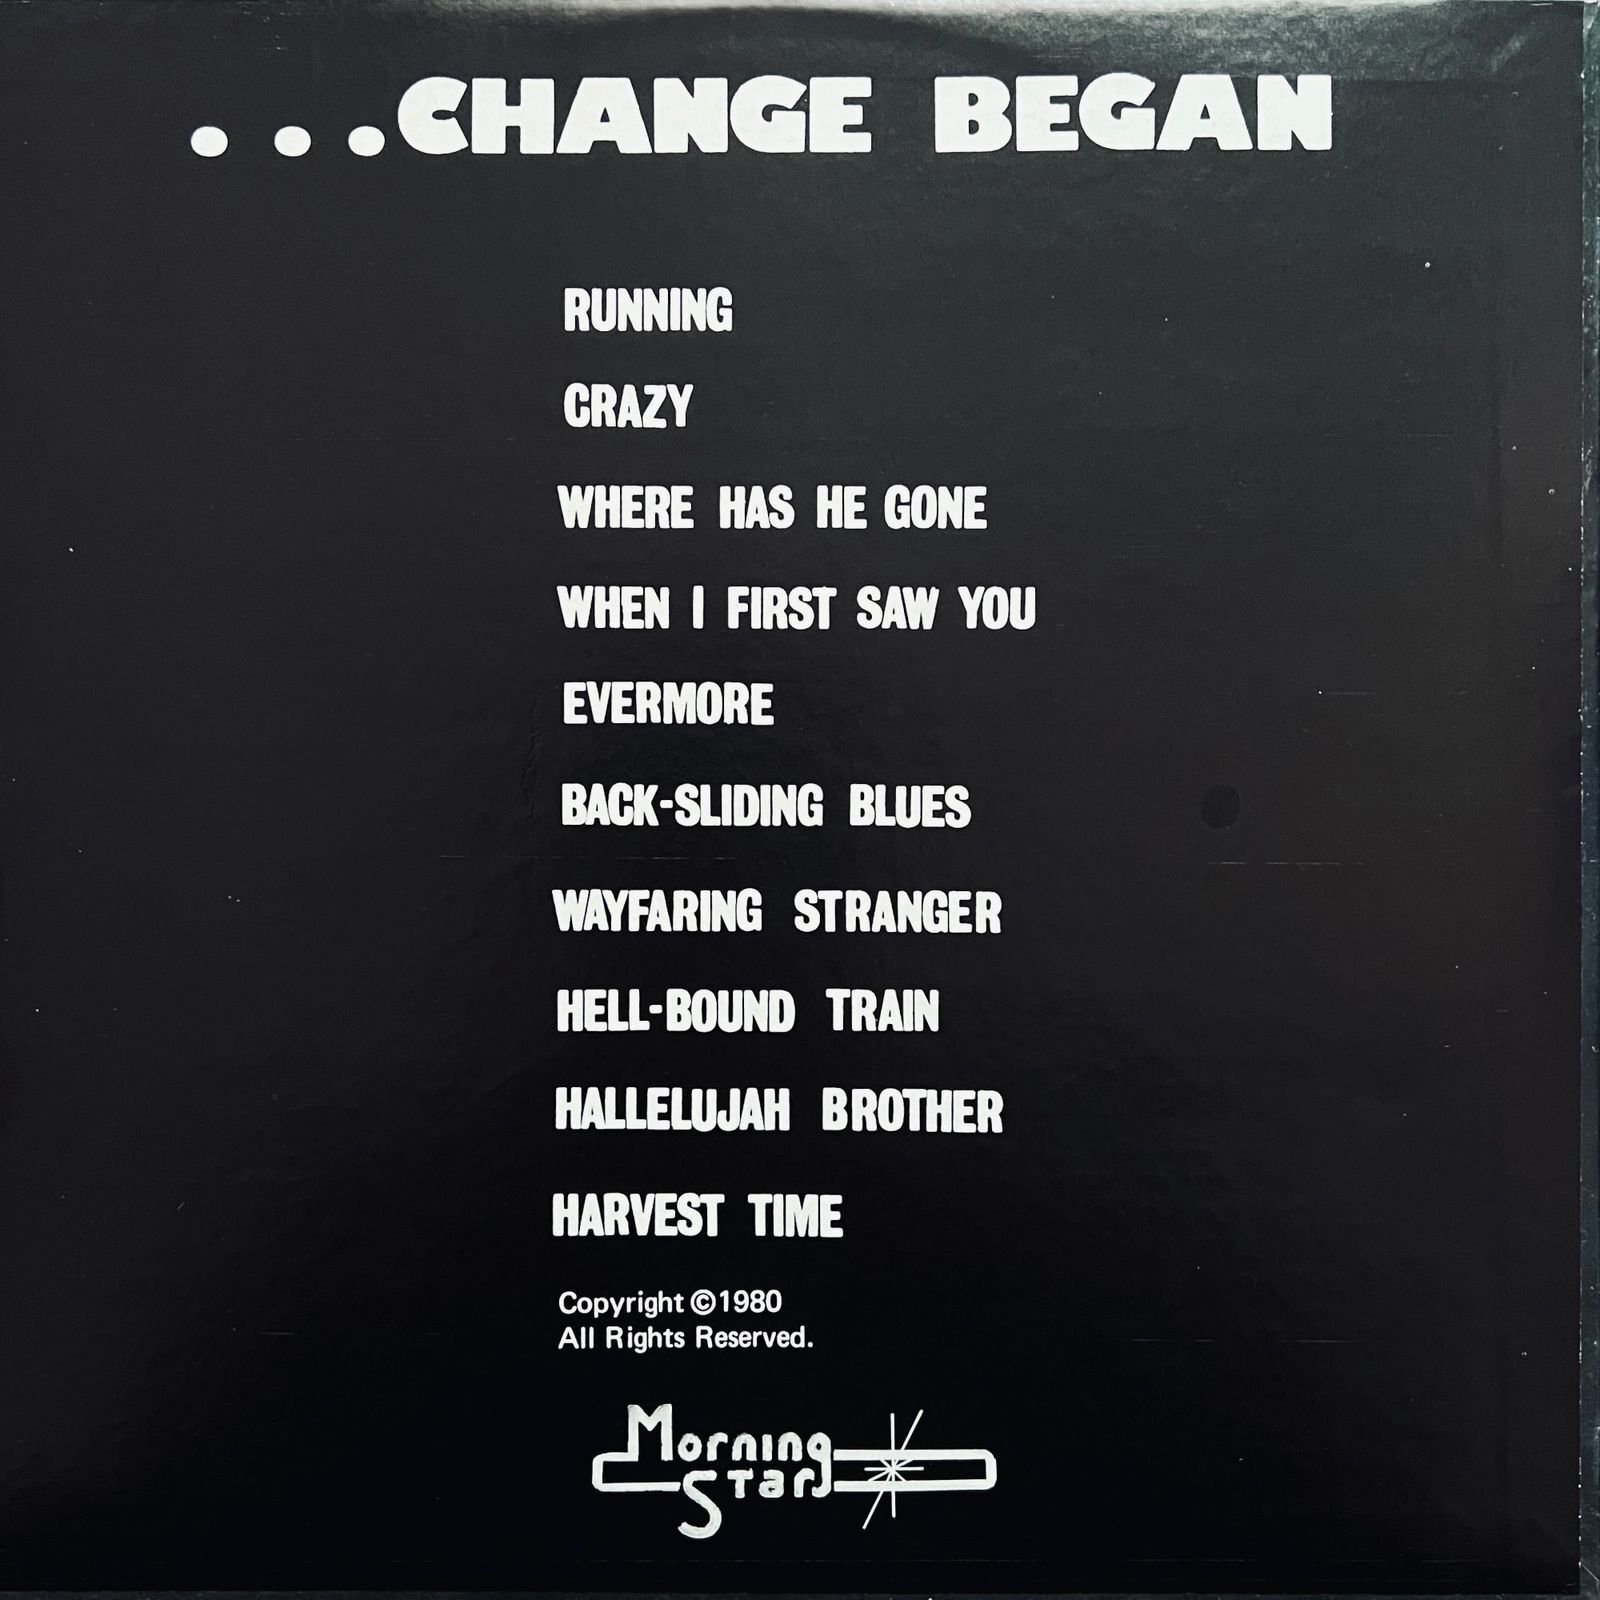 ...CHANGE BEGAN
RUNNING
CRAZY
WHERE HAS HE GONE
WHEN I FIRST SAW YOU
EVERMORE
BACK-SLIDING BLUES
WAYFARING STRANGER
HELL-BOUND TRAIN
HALLELUJAH BROTHER
HARVEST TIME
Copyright ©1980
All Rights Reserved.
Morning
Star